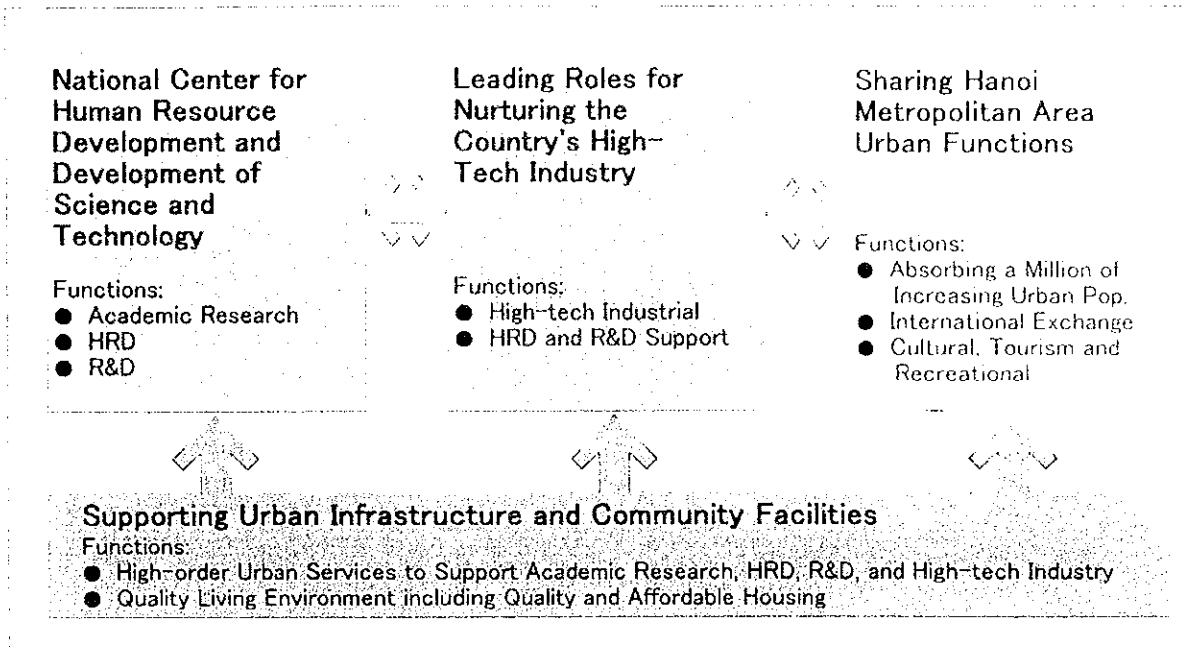 National Center for
Human Resource
Development and
Development of
Science and
Technology
Functions:
● Academic Research
● HRD
● R&D
Leading Roles for
Nurturing the
Country's High-
Tech Industry
Functions:
● High-tech Industrial
● HRD and R&D Support
Sharing Hanoi
Metropolitan Area
Urban Functions
Functions:
● Absorbing a Million of
Increasing Urban Pop.
● International Exchange
● Cultural, Tourism and
Recreational
Supporting Urban Infrastructure and Community Facilities
Functions:
● High-order Urban Services to Support Academic Research, HRD, R&D, and High-tech Industry
● Quality Living Environment including Quality and Affordable Housing